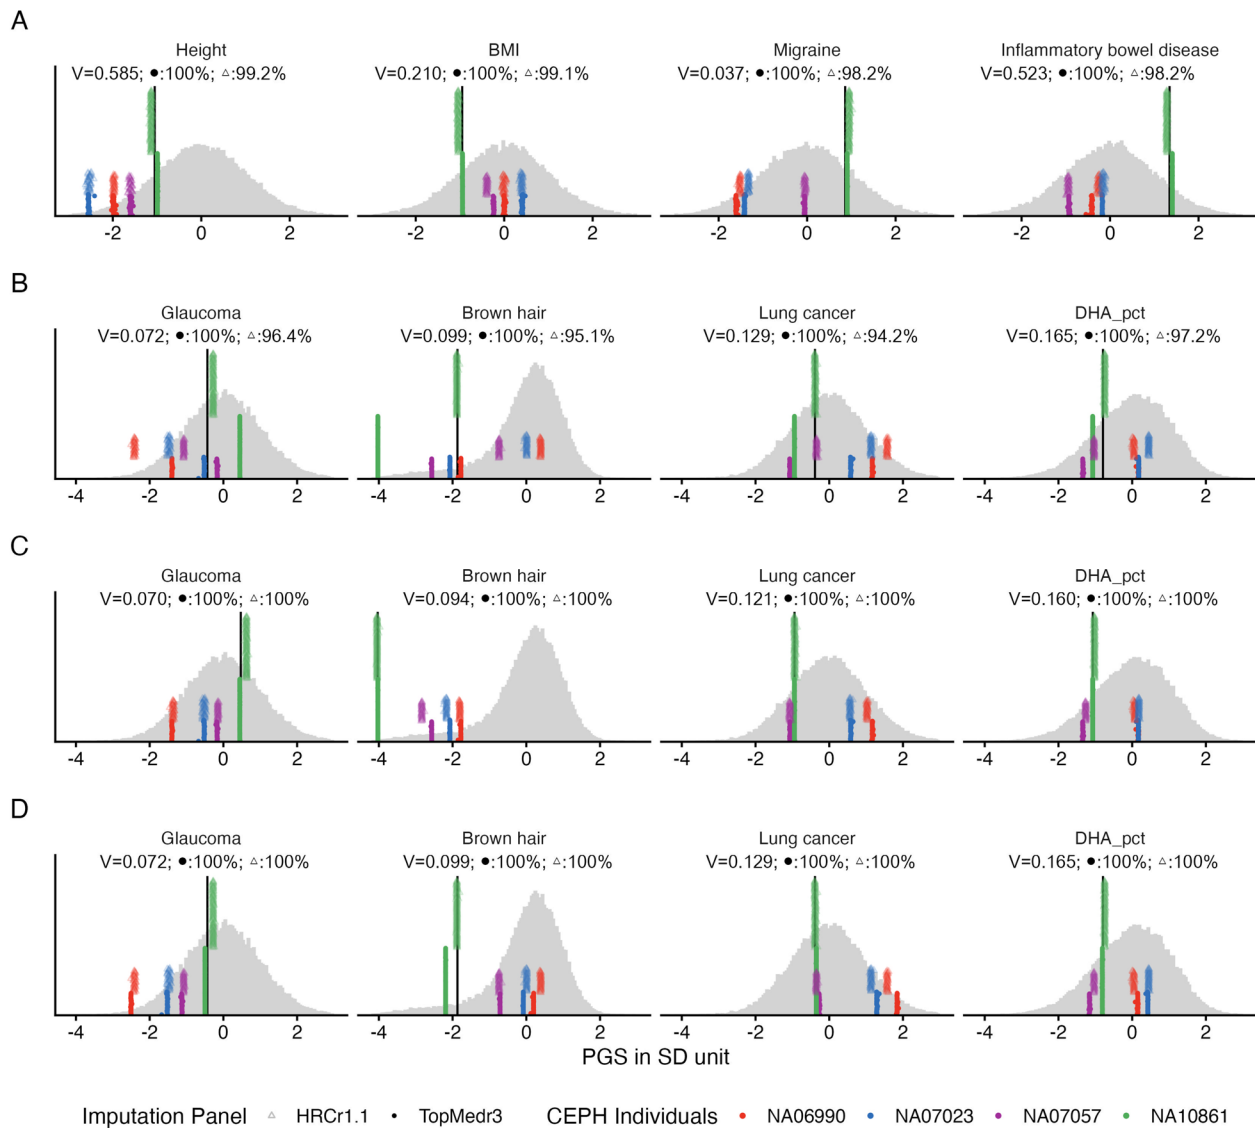 A
Height BMI Migraine Inflammatory bowel disease
V=0.585; ●:100%; △:99.2% V=0.210; ●:100%; △:99.1% V=0.037; ●:100%; △:98.2% V=0.523; ●:100%; △:98.2%
-2 0 2 -2 0 2 -2 0 2 -2 0 2
B
Glaucoma Brown hair Lung cancer DHA_pct
V=0.072; ●:100%; △:96.4% V=0.099; ●:100%; △:95.1% V=0.129; ●:100%; △:94.2% V=0.165; ●:100%; △:97.2%
-4 -2 0 2 -4 -2 0 2 -4 -2 0 2 -4 -2 0 2
C
Glaucoma Brown hair Lung cancer DHA_pct
V=0.070; ●:100%; △:100% V=0.094; ●:100%; △:100% V=0.121; ●:100%; △:100% V=0.160; ●:100%; △:100%
-4 -2 0 2 -4 -2 0 2 -4 -2 0 2 -4 -2 0 2
D
Glaucoma Brown hair Lung cancer DHA_pct
V=0.072; ●:100%; △:100% V=0.099; ●:100%; △:100% V=0.129; ●:100%; △:100% V=0.165; ●:100%; △:100%
-4 -2 0 2 -4 -2 0 2 -4 -2 0 2 -4 -2 0 2
PGS in SD unit
Imputation Panel △ HRCr1.1 • TopMedr3 CEPH Individuals • NA06990 • NA07023 • NA07057 • NA10861